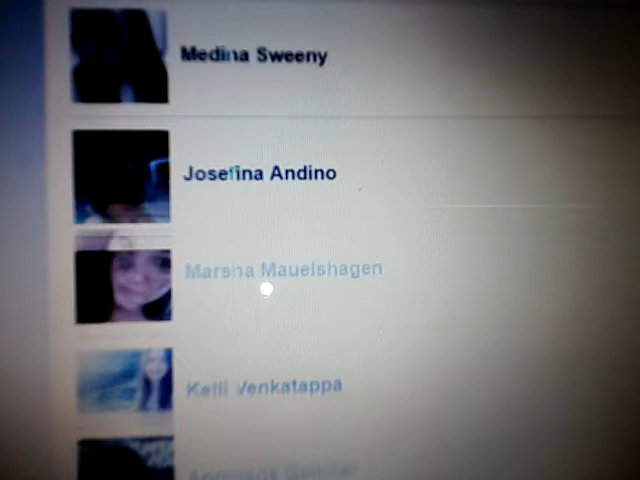 Medina Sweeny
Josefina Andino
Marsha Mauelshagen
Kelli Venkatappa